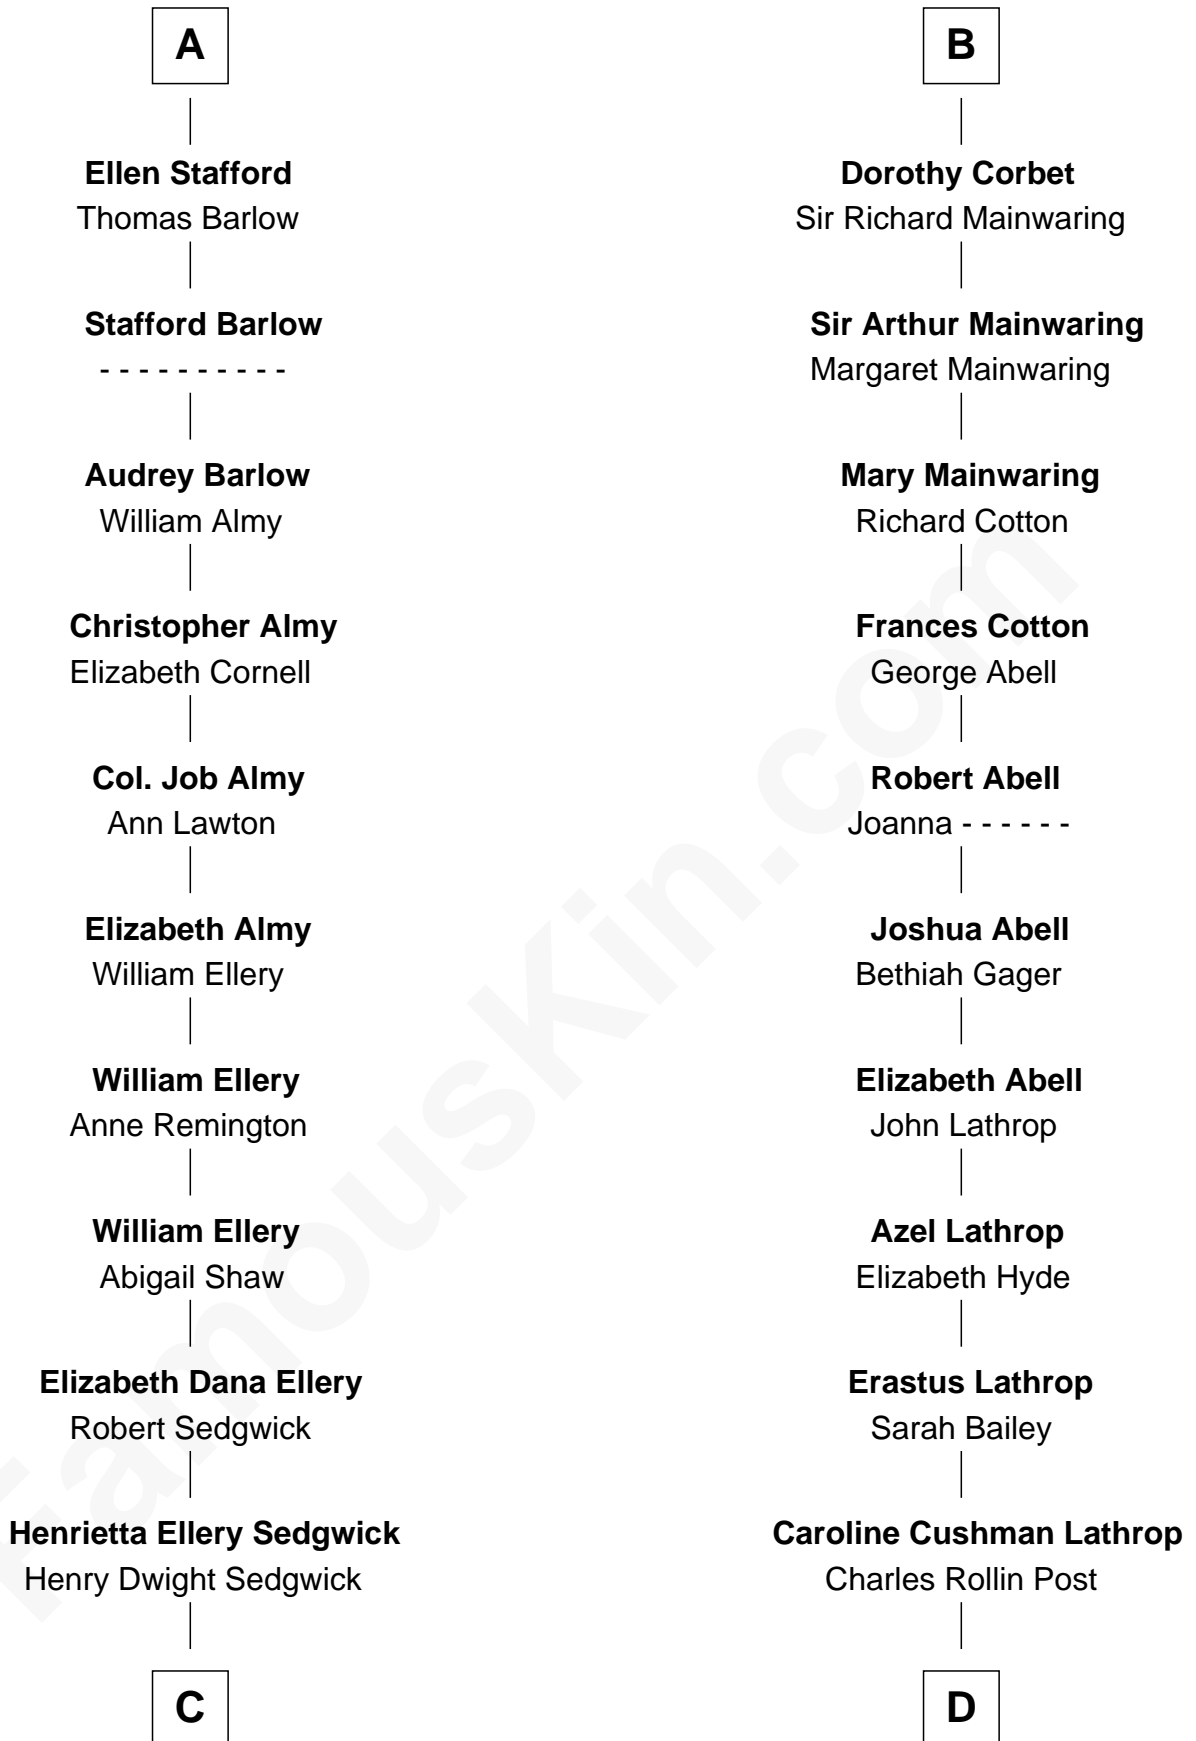 A
Ellen Stafford
Thomas Barlow
Stafford Barlow
- - - - - - - - - -
Audrey Barlow
William Almy
Christopher Almy
Elizabeth Cornell
Col. Job Almy
Ann Lawton
Elizabeth Almy
William Ellery
William Ellery
Anne Remington
William Ellery
Abigail Shaw
Elizabeth Dana Ellery
Robert Sedgwick
Henrietta Ellery Sedgwick
Henry Dwight Sedgwick
C
B
Dorothy Corbet
Sir Richard Mainwaring
Sir Arthur Mainwaring
Margaret Mainwaring
Mary Mainwaring
Richard Cotton
Frances Cotton
George Abell
Robert Abell
Joanna - - - - - -
Joshua Abell
Bethiah Gager
Elizabeth Abell
John Lathrop
Azel Lathrop
Elizabeth Hyde
Erastus Lathrop
Sarah Bailey
Caroline Cushman Lathrop
Charles Rollin Post
D
FamousKin.com